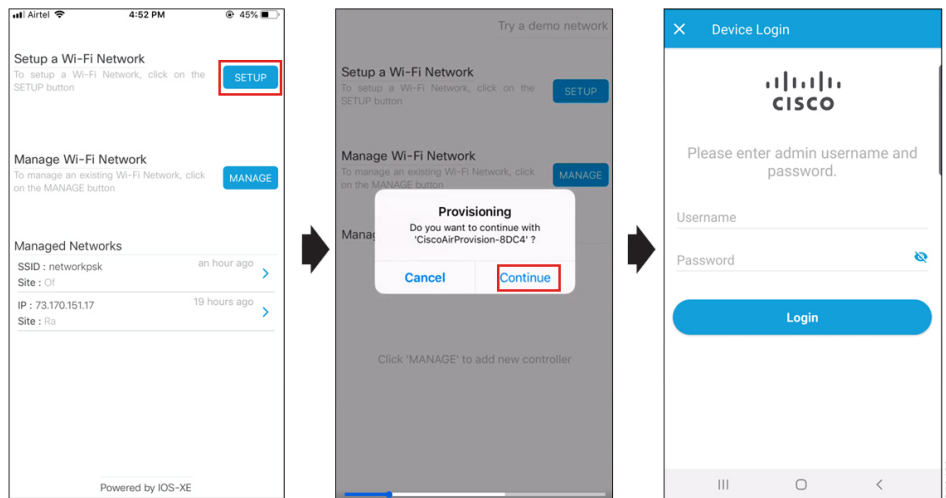 Airtel 4:52 PM 45%
Setup a Wi-Fi Network
To setup a Wi-Fi Network, click on the
SETUP button
SETUP
Manage Wi-Fi Network
To manage an existing Wi-Fi Network, click
on the MANAGE button
MANAGE
Managed Networks
SSID : networkpsk
an hour ago
Site : Of
IP : 73.170.151.17
19 hours ago
Site : Ra
Powered by IOS-XE
Try a demo network
Setup a Wi-Fi Network
To setup a Wi-Fi Network, click on the
SETUP button
SETUP
Manage Wi-Fi Network
To manage an existing Wi-Fi Network, click
on the MANAGE button
MANAGE
Provisioning
Do you want to continue with
'CiscoAirProvision-8DC4' ?
Cancel
Continue
Click 'MANAGE' to add new controller
Device Login
CISCO
Please enter admin username and
password.
Username
Password
Login